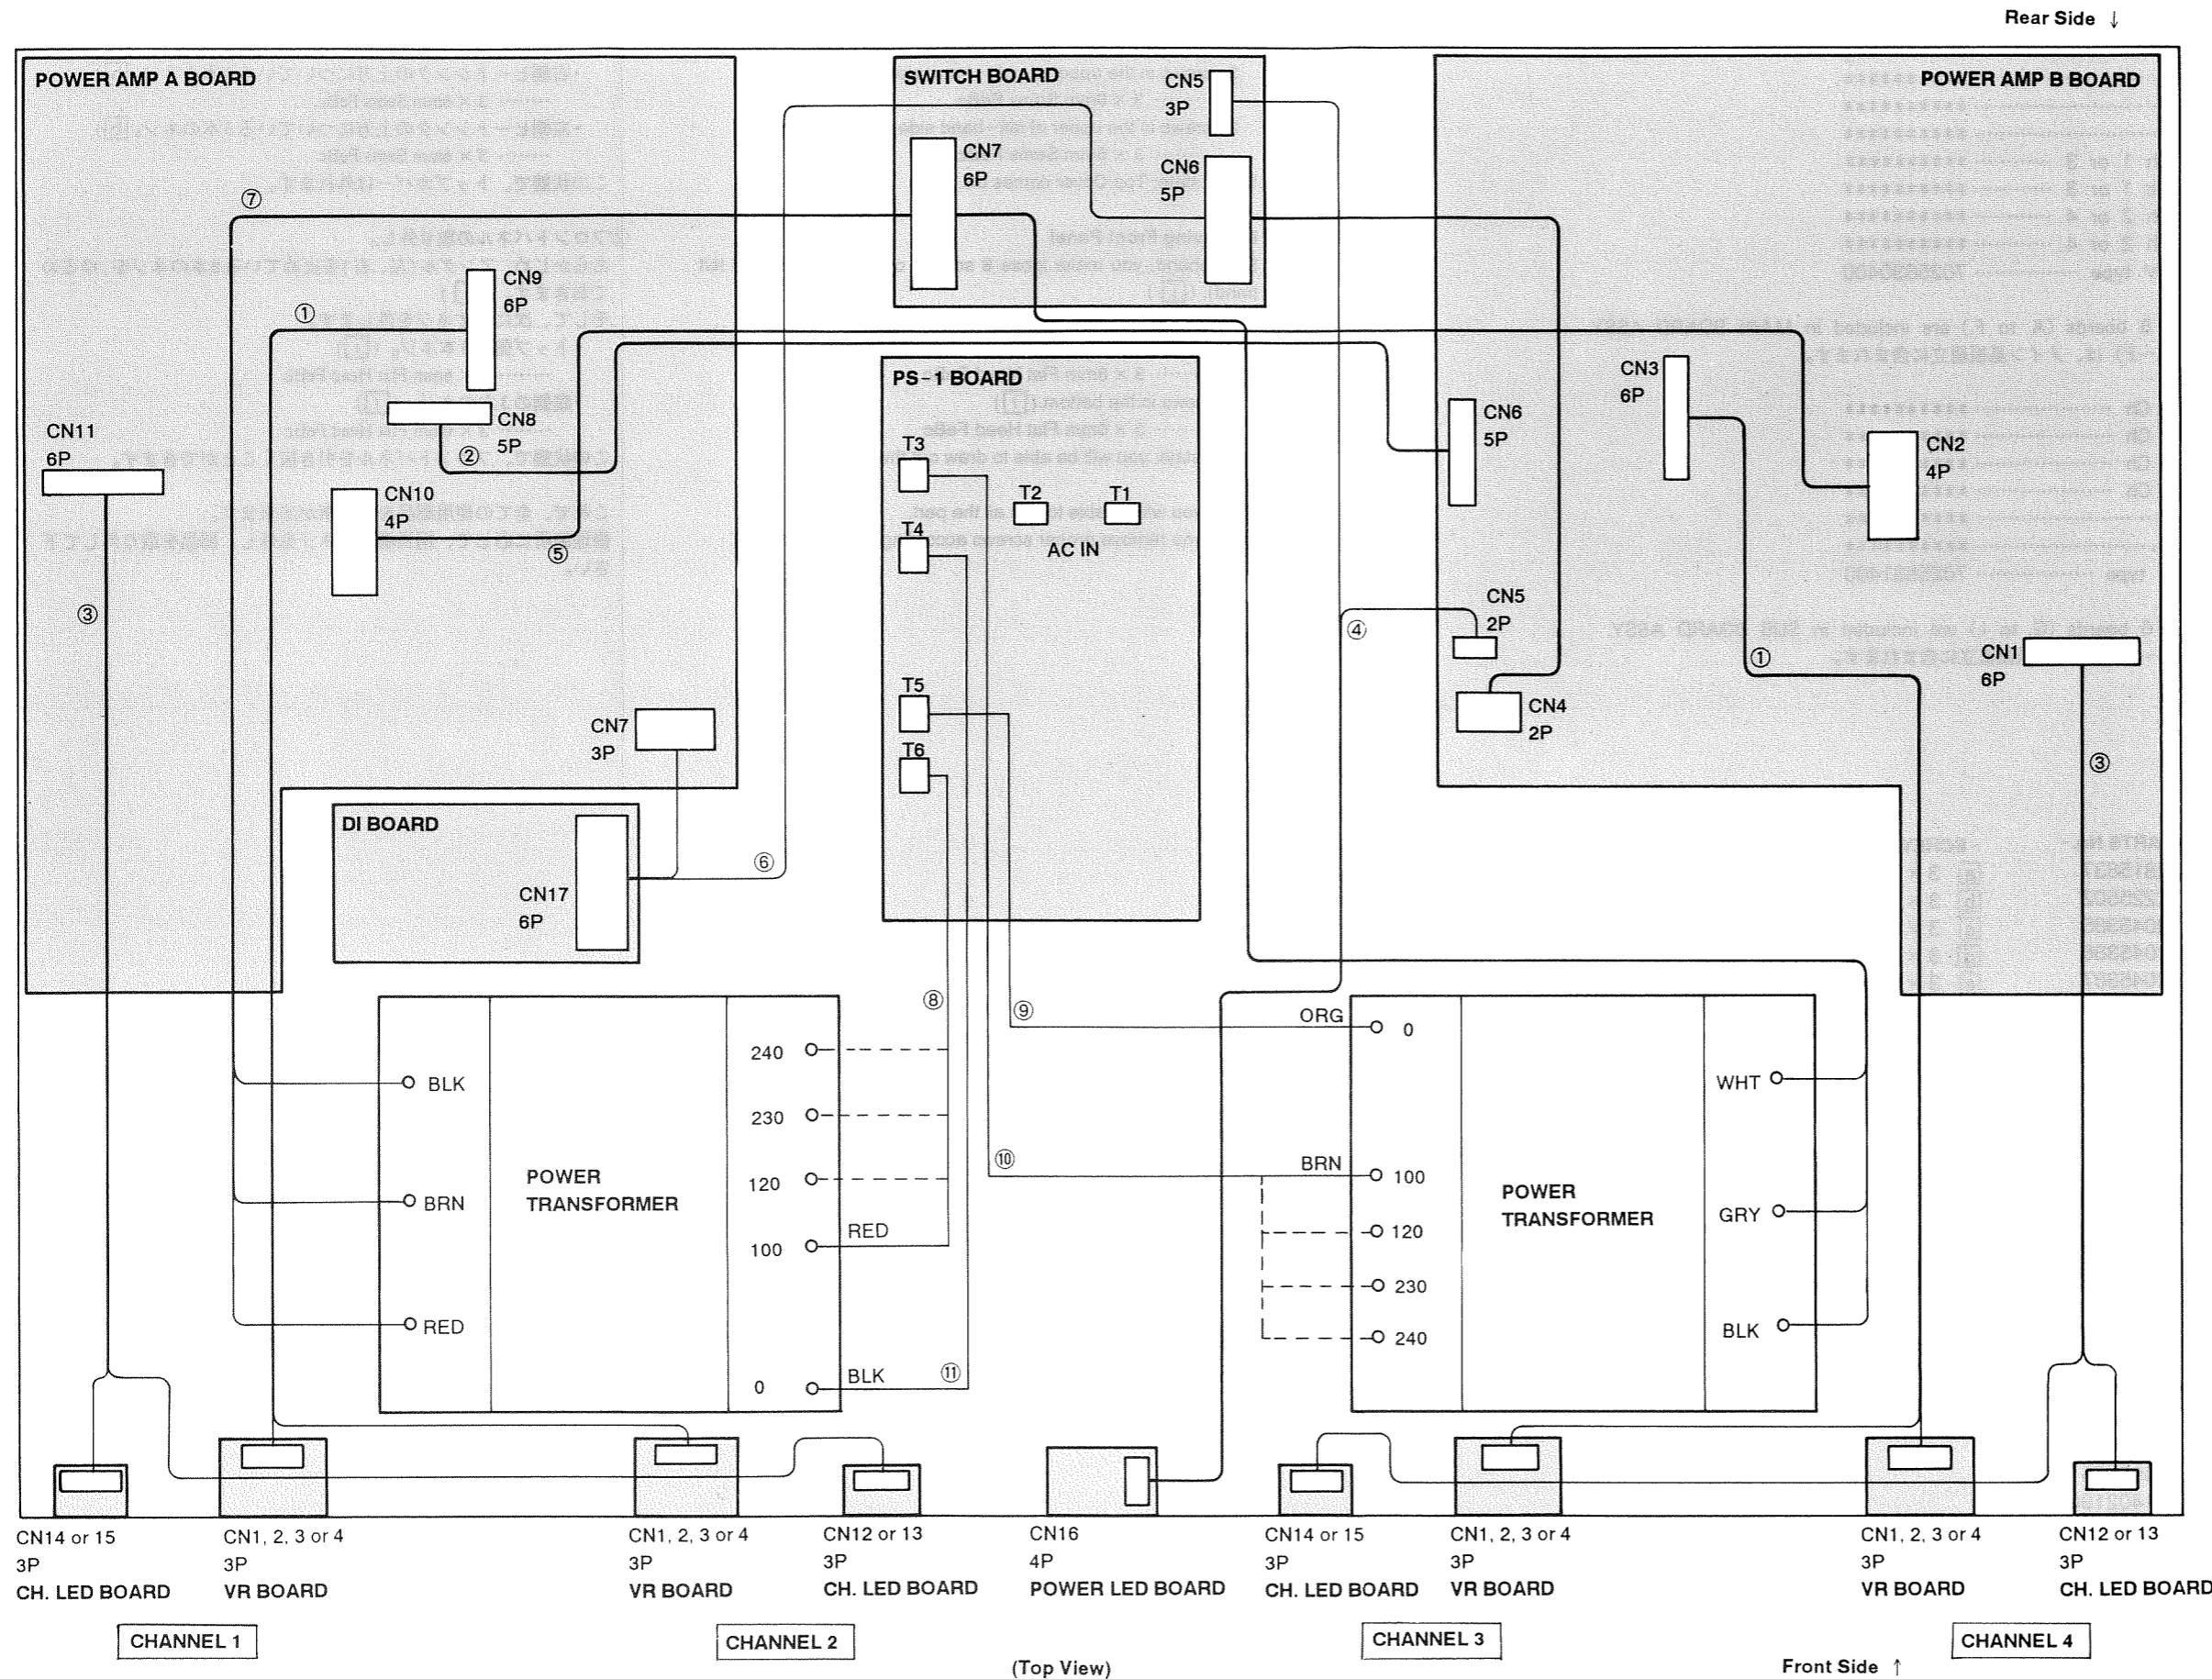 Rear Side ↓
POWER AMP A BOARD
SWITCH BOARD
CN5
3P
CN7
6P
CN6
5P
POWER AMP B BOARD
⑦
CN9
6P
①
CN8
5P
②
CN11
6P
CN10
4P
⑤
③
CN7
3P
DI BOARD
CN17
6P
⑥
PS-1 BOARD
T3
T2
T1
T4
AC IN
T5
T6
CN3
6P
CN6
5P
CN2
4P
CN5
2P
④
CN4
2P
①
CN1
6P
③
⑧
⑨
⑩
⑪
BLK
BRN
RED
POWER
TRANSFORMER
240
230
120
100
0
RED
BLK
ORG
BRN
0
100
120
230
240
POWER
TRANSFORMER
WHT
GRY
BLK
CN14 or 15
3P
CH. LED BOARD
CN1, 2, 3 or 4
3P
VR BOARD
CN1, 2, 3 or 4
3P
VR BOARD
CN12 or 13
3P
CH. LED BOARD
CN16
4P
POWER LED BOARD
CN14 or 15
3P
CH. LED BOARD
CN1, 2, 3 or 4
3P
VR BOARD
CN1, 2, 3 or 4
3P
VR BOARD
CN12 or 13
3P
CH. LED BOARD
CHANNEL 1
CHANNEL 2
CHANNEL 3
CHANNEL 4
(Top View)
Front Side ↑